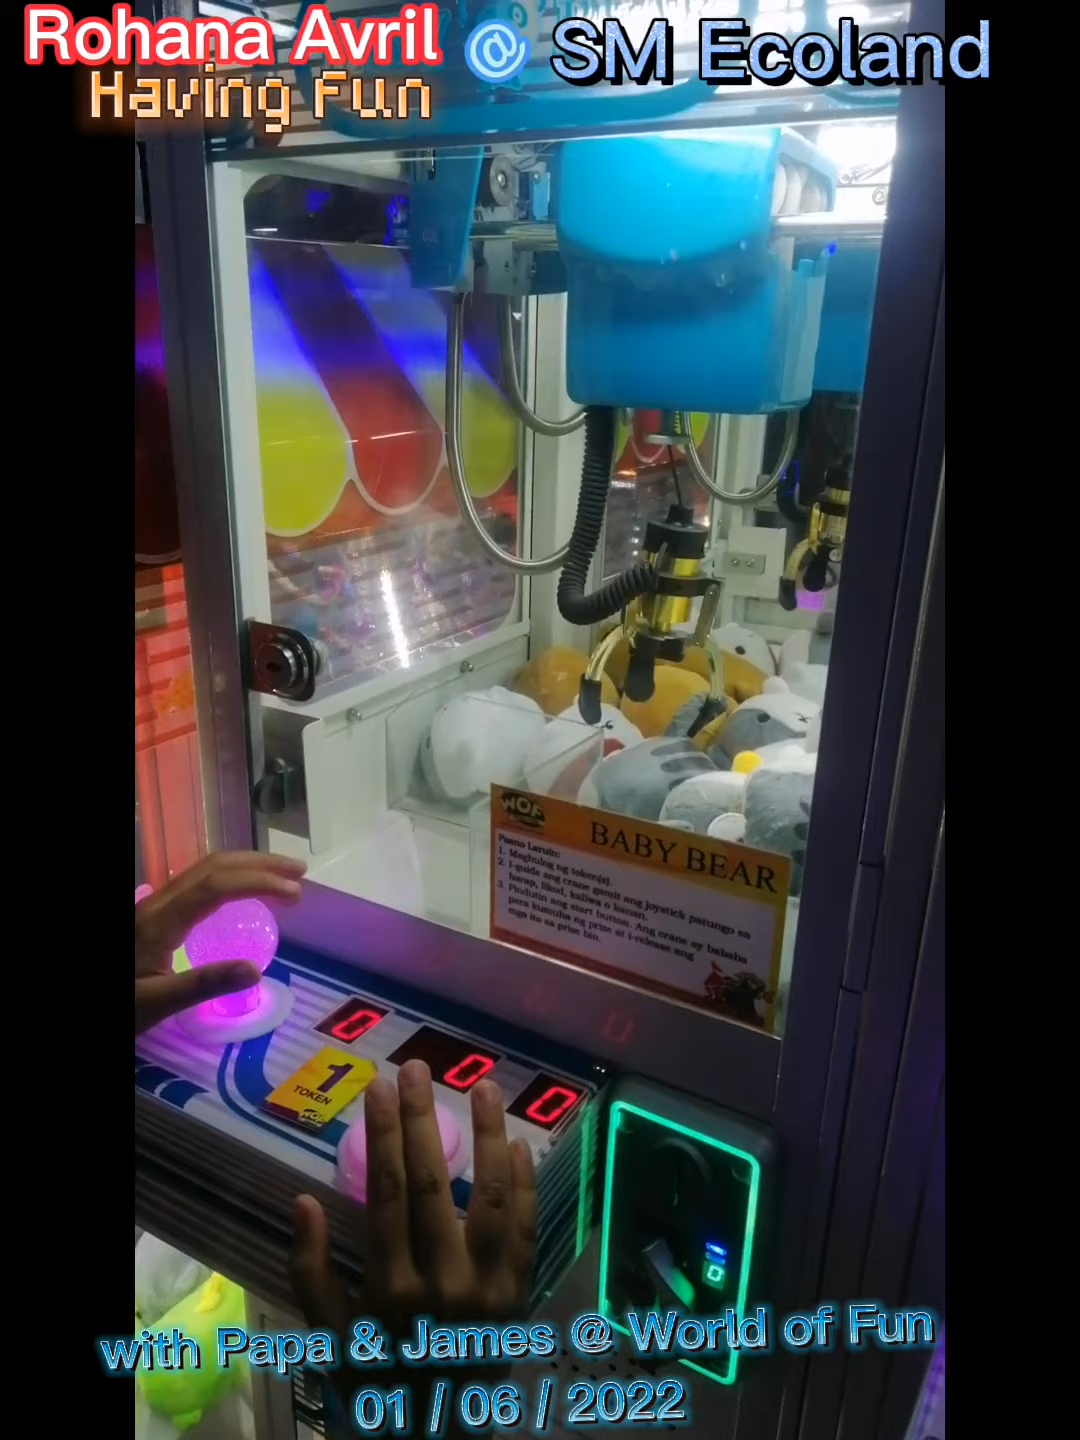 Rohana Avril @ SM Ecoland
Having Fun
WOF
BABY BEAR
Paano Laruin:
1. Maghulog ng token(s).
2. I-guide ang crane gamit ang joystick patungo sa
harap, likod, kaliwa o kanan.
3. Pindutin ang start button. Ang crane ay bababa
para kumuha ng prize at i-release ang
mga ito sa prize bin.
0
0
0
1
TOKEN
WOF
0
with Papa & James @ World of Fun
01 / 06 / 2022